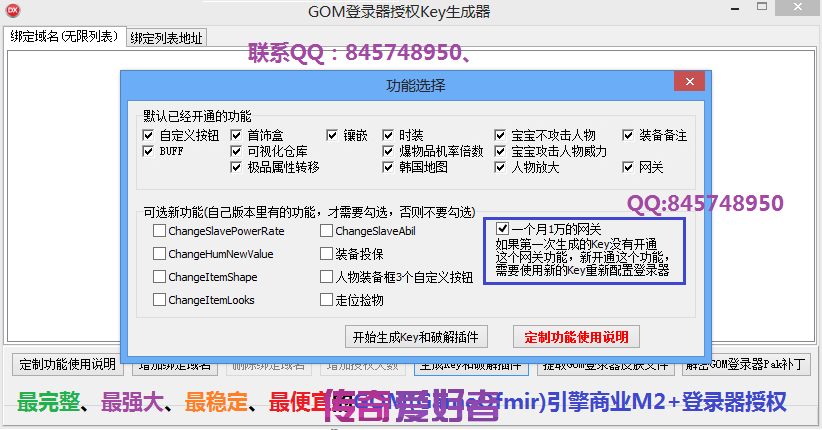 GOM登录器授权Key生成器
绑定域名(无限列表)
绑定列表地址
联系QQ：845748950、
功能选择
默认已经开通的功能
自定义按钮 首饰盒 镶嵌 时装 宝宝不攻击人物 装备备注
BUFF 可视化仓库 爆物品机率倍数 宝宝攻击人物威力
极品属性转移 韩国地图 人物放大 网关
QQ:845748950
可选新功能(自己版本里有的功能，才需要勾选，否则不要勾选)
ChangeSlavePowerRate ChangeSlaveAbil
ChangeHumNewValue 装备投保
ChangeItemShape 人物装备框3个自定义按钮
ChangeItemLooks 走位捡物
一个月1万的网关
如果第一次生成的Key没有开通
这个网关功能，新开通这个功能，
需要使用新的Key重新配置登录器
开始生成Key和破解插件 定制功能使用说明
定制功能使用说明 增加绑定域名 删除绑定域名 增加授权人数 生成Key和破解插件 提取GOM登录器皮肤文件 解密GOM登录器Pak补丁
最完整、最强大、最稳定、最便宜
传奇爱好者
引擎商业M2+登录器授权